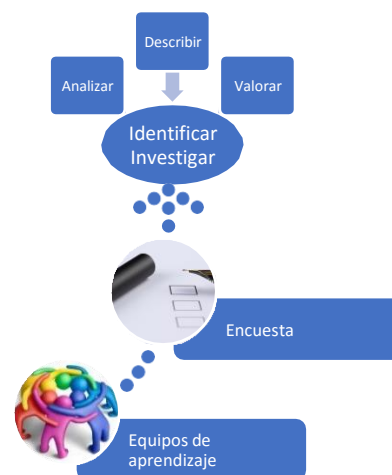 Describir
Analizar
Valorar
Identificar
Investigar
Encuesta
Equipos de
aprendizaje